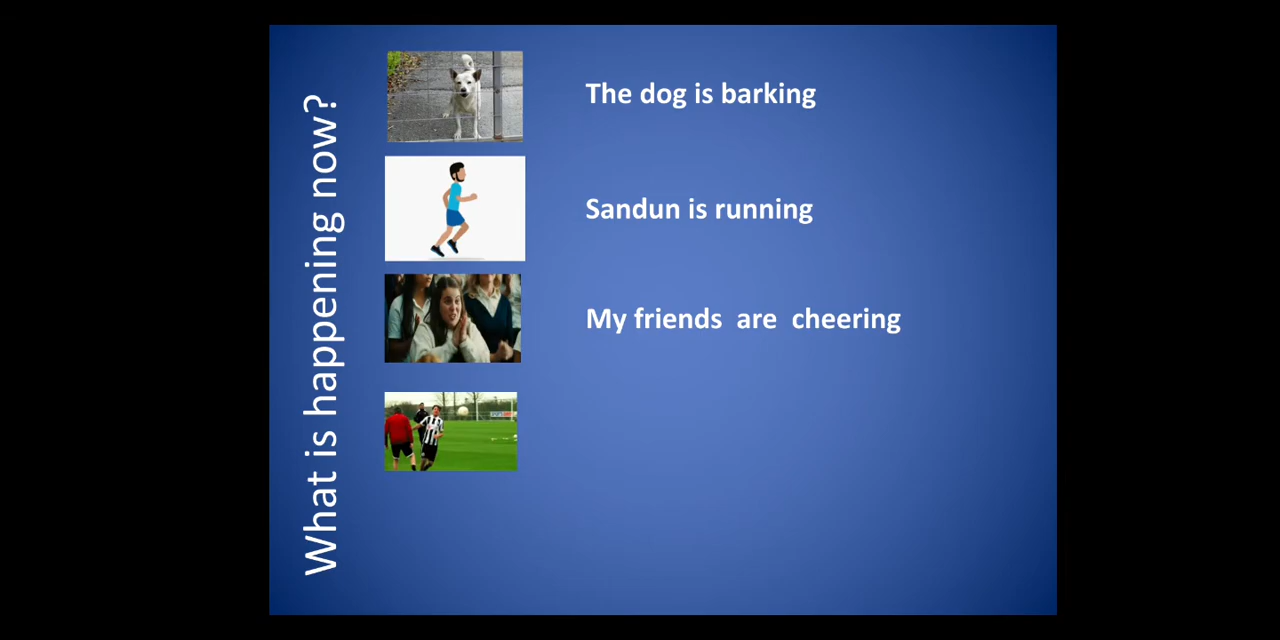 What is happening now?
The dog is barking
Sandun is running
My friends are cheering